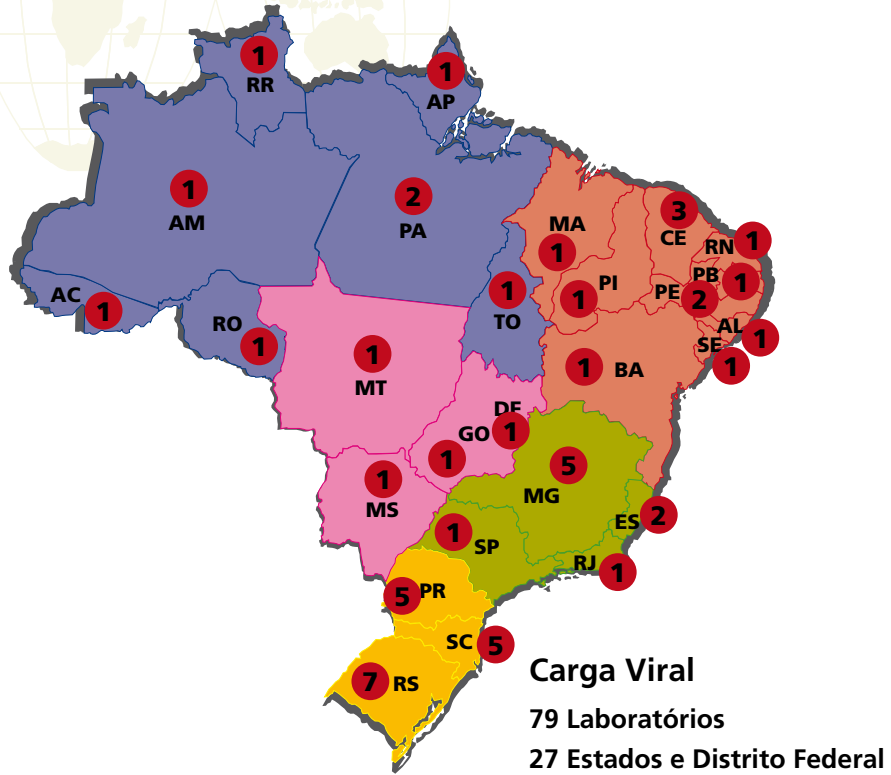 1
RR
1
AP
1
AM
2
PA
MA
1
3
CE
RN
1
PB
1
PE
2
PI
1
AC
1
RO
1
1
TO
AL
1
SE
1
1
MT
1
BA
DF
1
GO
1
5
MG
1
MS
ES
2
1
SP
RJ
1
5
PR
SC
5
7
RS
Carga Viral
79 Laboratórios
27 Estados e Distrito Federal